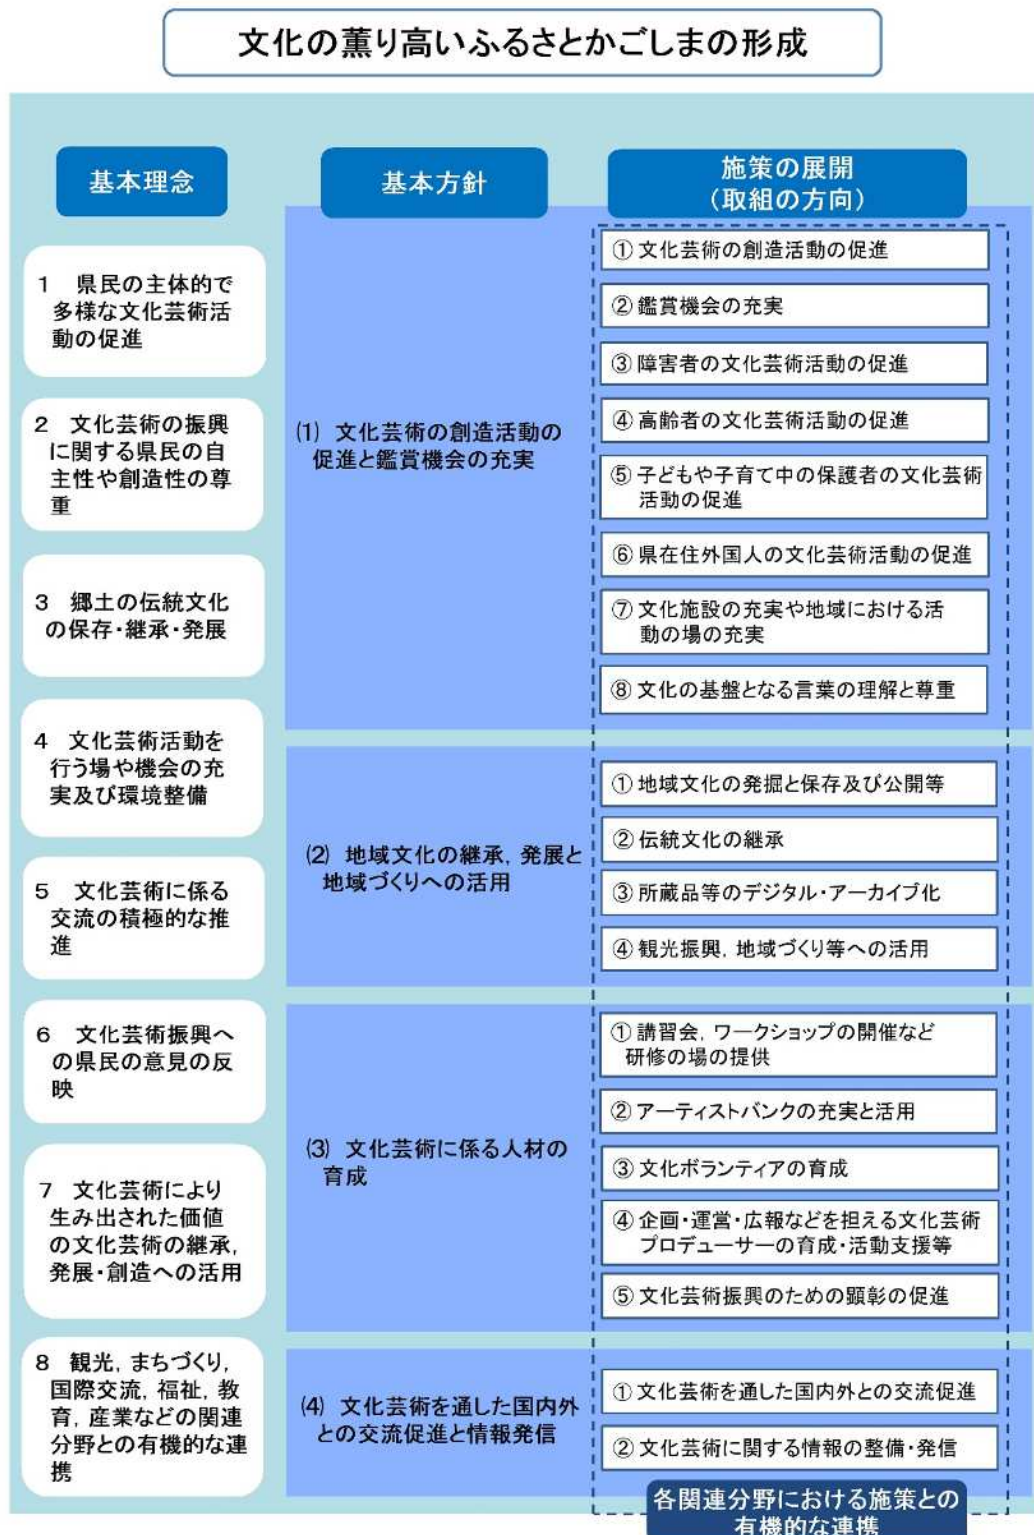 文化の薫り高いふるさとかごしまの形成
基本理念
1 県民の主体的で
多様な文化芸術活
動の促進
2 文化芸術の振興
に関する県民の自
主性や創造性の尊
重
3 郷土の伝統文化
の保存・継承・発展
4 文化芸術活動を
行う場や機会の充
実及び環境整備
5 文化芸術に係る
交流の積極的な推
進
6 文化芸術振興へ
の県民の意見の反
映
7 文化芸術により
生み出された価値
の文化芸術の継承,
発展・創造への活用
8 観光, まちづくり,
国際交流, 福祉, 教
育, 産業などの関連
分野との有機的な連
携
基本方針
施策の展開
(取組の方向)
⑴ 文化芸術の創造活動の
促進と鑑賞機会の充実
① 文化芸術の創造活動の促進
② 鑑賞機会の充実
③ 障害者の文化芸術活動の促進
④ 高齢者の文化芸術活動の促進
⑤ 子どもや子育て中の保護者の文化芸術
活動の促進
⑥ 県在住外国人の文化芸術活動の促進
⑦ 文化施設の充実や地域における活
動の場の充実
⑧ 文化の基盤となる言葉の理解と尊重
⑵ 地域文化の継承, 発展と
地域づくりへの活用
① 地域文化の発掘と保存及び公開等
② 伝統文化の継承
③ 所蔵品等のデジタル・アーカイブ化
④ 観光振興, 地域づくり等への活用
⑶ 文化芸術に係る人材の
育成
① 講習会, ワークショップの開催など
研修の場の提供
② アーティストバンクの充実と活用
③ 文化ボランティアの育成
④ 企画・運営・広報などを担える文化芸術
プロデューサーの育成・活動支援等
⑤ 文化芸術振興のための顕彰の促進
⑷ 文化芸術を通した国内外
との交流促進と情報発信
① 文化芸術を通した国内外との交流促進
② 文化芸術に関する情報の整備・発信
各関連分野における施策との
有機的な連携